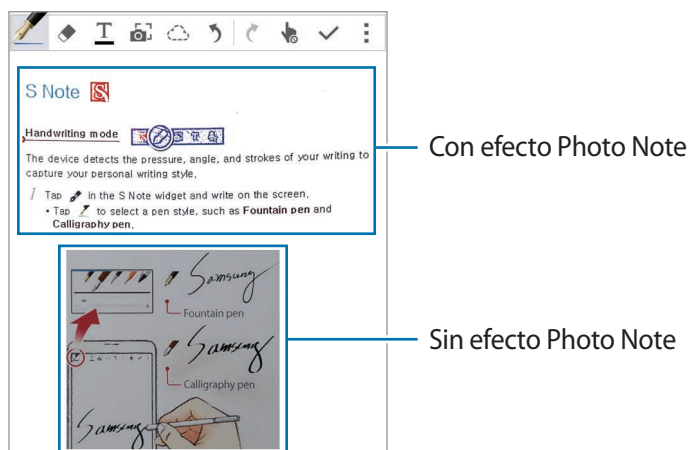 T
S Note S
Handwriting mode
The device detects the pressure, angle, and strokes of your writing to
capture your personal writing style.
1 Tap in the S Note widget and write on the screen.
• Tap to select a pen style, such as Fountain pen and
Calligraphy pen.
Con efecto Photo Note
Samsung
Fountain pen
Samsung
Calligraphy pen
Samsung
Sin efecto Photo Note